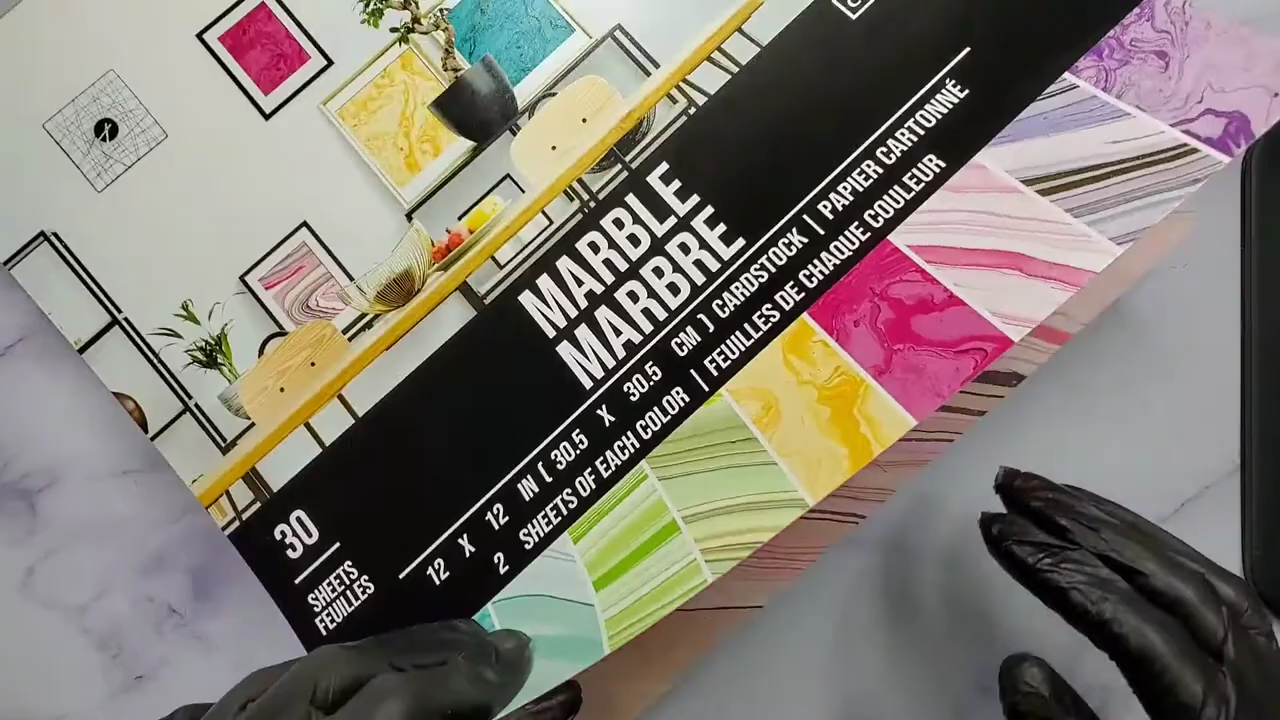 MARBLE
MARBRE
12 X 12 IN ( 30.5 X 30.5 CM ) CARDSTOCK | PAPIER CARTONNÉ
2 SHEETS OF EACH COLOR | FEUILLES DE CHAQUE COULEUR
30
SHEETS
FEUILLES